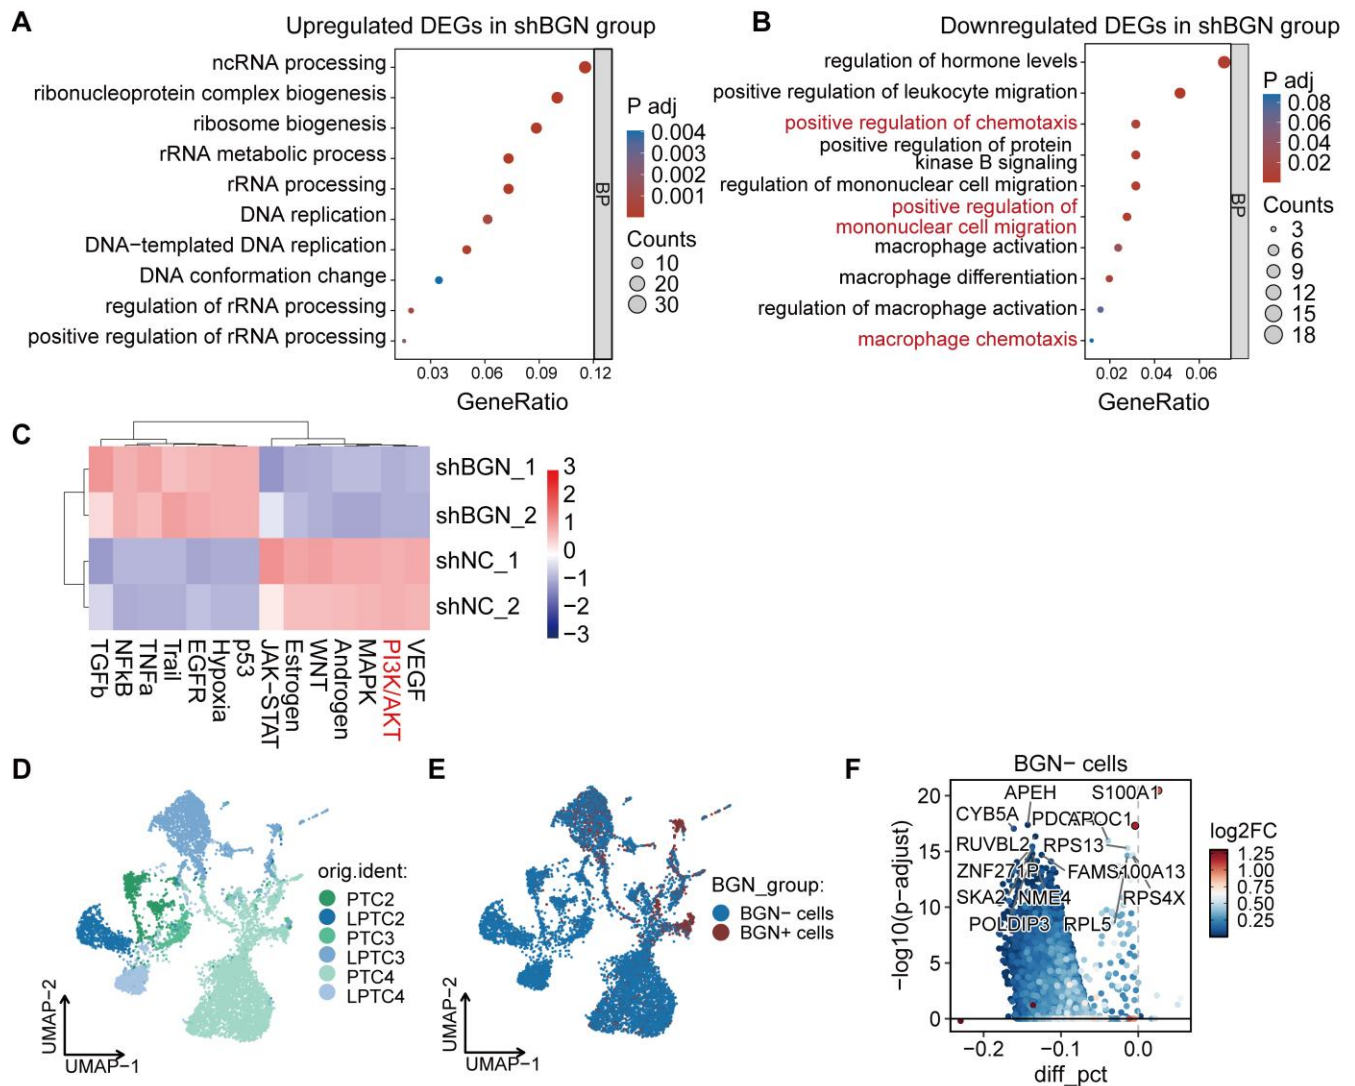 A
Upregulated DEGs in shBGN group
ncRNA processing
ribonucleoprotein complex biogenesis
ribosome biogenesis
rRNA metabolic process
rRNA processing
DNA replication
DNA−templated DNA replication
DNA conformation change
regulation of rRNA processing
positive regulation of rRNA processing
0.03 0.06 0.09 0.12
GeneRatio
BP
P adj
0.004
0.003
0.002
0.001
Counts
10
20
30
B
Downregulated DEGs in shBGN group
regulation of hormone levels
positive regulation of leukocyte migration
positive regulation of chemotaxis
positive regulation of protein
kinase B signaling
regulation of mononuclear cell migration
positive regulation of
mononuclear cell migration
macrophage activation
macrophage differentiation
regulation of macrophage activation
macrophage chemotaxis
0.02 0.04 0.06
GeneRatio
BP
P adj
0.08
0.06
0.04
0.02
Counts
3
6
9
12
15
18
C
shBGN_1
shBGN_2
shNC_1
shNC_2
3
2
1
0
−1
−2
−3
TGFb
NFkB
TNFa
Trail
EGFR
Hypoxia
p53
JAK−STAT
Estrogen
WNT
Androgen
MAPK
PI3K/AKT
VEGF
D
orig.ident:
PTC2
LPTC2
PTC3
LPTC3
PTC4
LPTC4
UMAP−2
UMAP−1
E
BGN_group:
BGN− cells
BGN+ cells
UMAP−2
UMAP−1
F
BGN− cells
−log10(p−adjust)
20
15
10
5
0
APEH
S100A1
CYB5A
APOC1
RUVBL2
RPS13
ZNF271P
S100A13
SKA2
NME4
RPS4X
POLDIP3
RPL5
−0.2 −0.1 0.0
diff_pct
log2FC
1.25
1.00
0.75
0.50
0.25